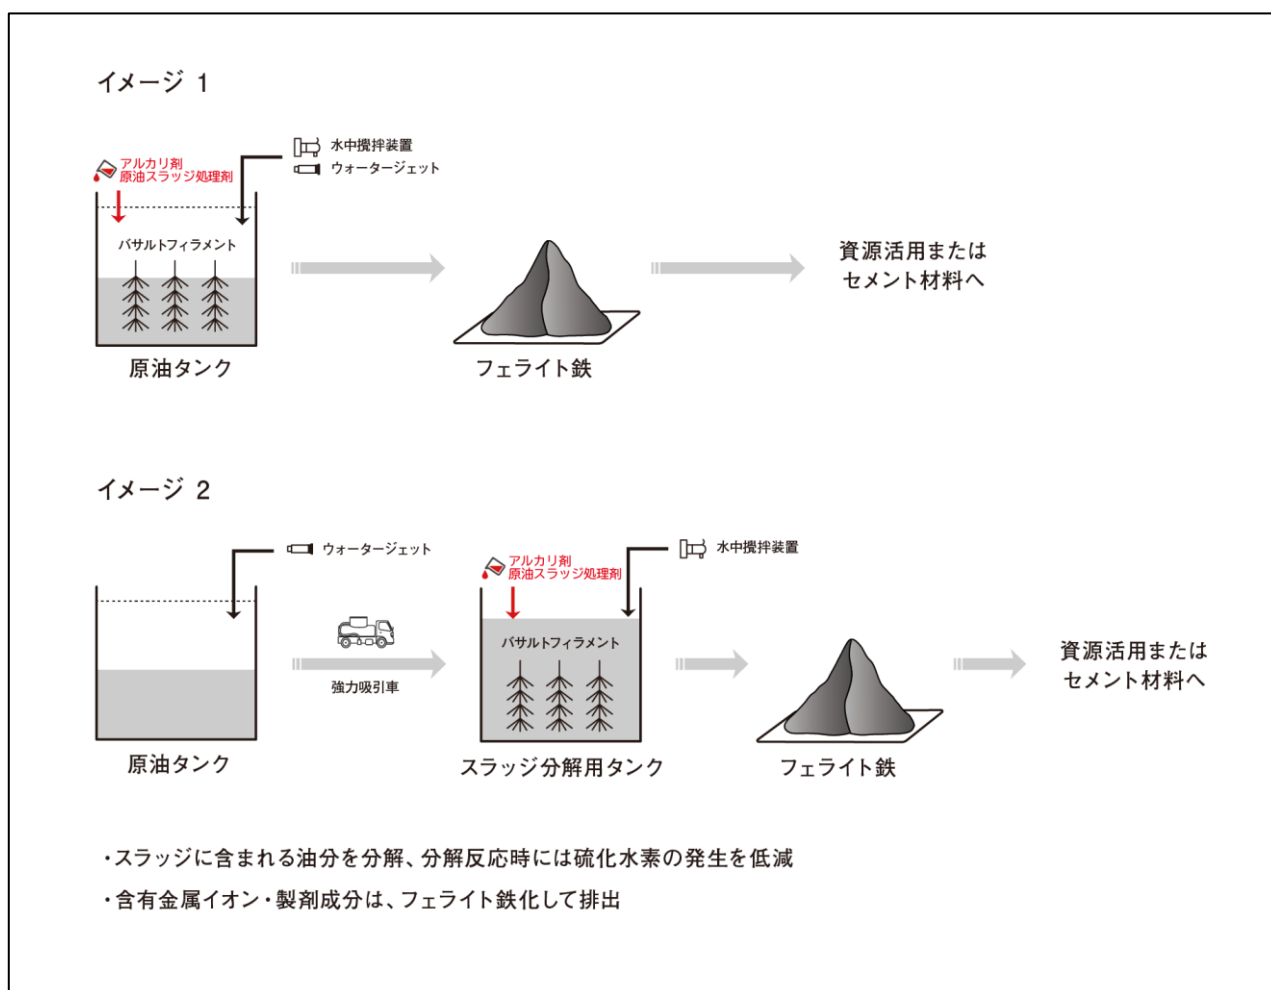 イメージ 1
水中攪拌装置
ウォータージェット
アルカリ剤
原油スラッジ処理剤
バサルトフィラメント
原油タンク
フェライト鉄
資源活用または
セメント材料へ
イメージ 2
ウォータージェット
強力吸引車
アルカリ剤
原油スラッジ処理剤
水中攪拌装置
バサルトフィラメント
原油タンク
スラッジ分解用タンク
フェライト鉄
資源活用または
セメント材料へ
・スラッジに含まれる油分を分解、分解反応時には硫化水素の発生を低減
・含有金属イオン・製剤成分は、フェライト鉄化して排出